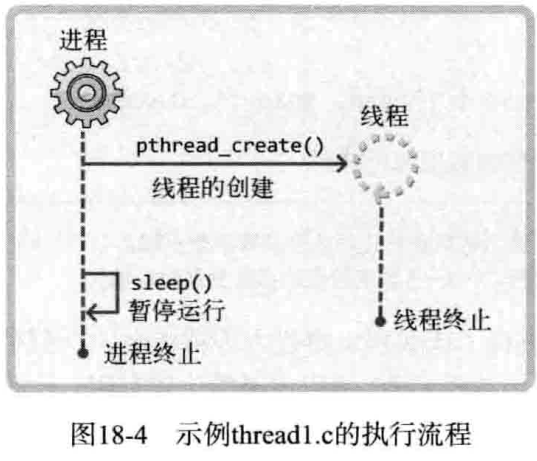 进程
线程
pthread_create()
线程的创建
sleep()
暂停运行
线程终止
进程终止
图18-4 示例thread1.c的执行流程